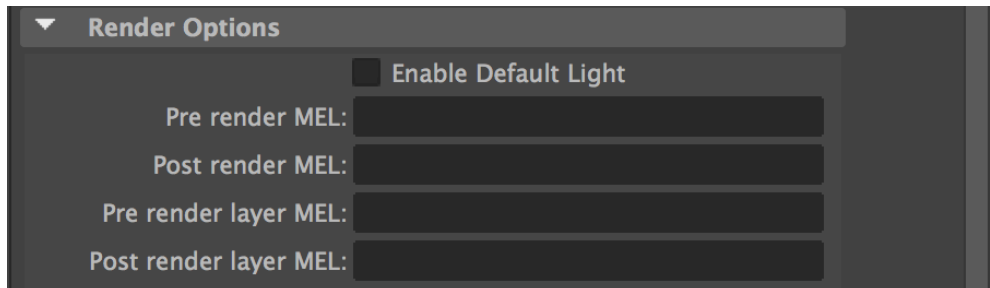 Render Options
Enable Default Light
Pre render MEL:
Post render MEL:
Pre render layer MEL:
Post render layer MEL: